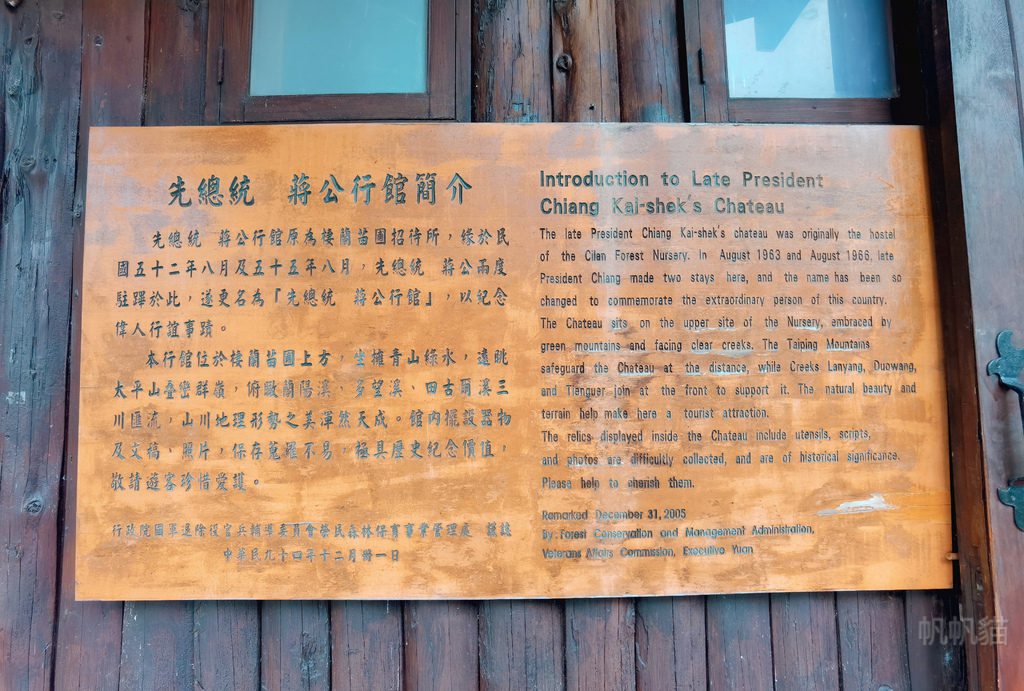 先總統　蔣公行館簡介
先總統　蔣公行館原為棲蘭苗圃招待所，緣於民
國五十二年八月及五十五年八月，先總統　蔣公兩度
駐蹕於此，遂更名為「先總統　蔣公行館」，以紀念
偉人行誼事蹟。
本行館位於棲蘭苗圃上方，坐擁青山綠水，遠眺
太平山疊巒群嶺，俯瞰蘭陽溪、多望溪、田古爾溪三
川匯流，山川地理形勢之美渾然天成。館內擺設器物
及文稿、照片，保存蒐羅不易，極具歷史紀念價值，
敬請遊客珍惜愛護。
行政院國軍退除役官兵輔導委員會榮民森林保育事業管理處　謹誌
中華民國九十四年十二月卅一日
Introduction to Late President
Chiang Kai-shek's Chateau
The late President Chiang Kai-shek's chateau was originally the hostel
of the Cilan Forest Nursery. In August 1963 and August 1966, late
President Chiang made two stays here, and the name has been so
changed to commemorate the extraordinary person of this country.
The Chateau sits on the upper site of the Nursery, embraced by
green mountains and facing clear creeks. The Taiping Mountains
safeguard the Chateau at the distance, while Creeks Lanyang, Duowang,
and Tienguer join at the front to support it. The natural beauty and
terrain help make here a tourist attraction.
The relics displayed inside the Chateau include utensils, scripts,
and photos are difficultly collected, and are of historical significance.
Please help to cherish them.
Remarked December 31, 2005
By: Forest Conservation and Management Administration,
Veterans Affairs Commission, Executive Yuan
帆帆貓